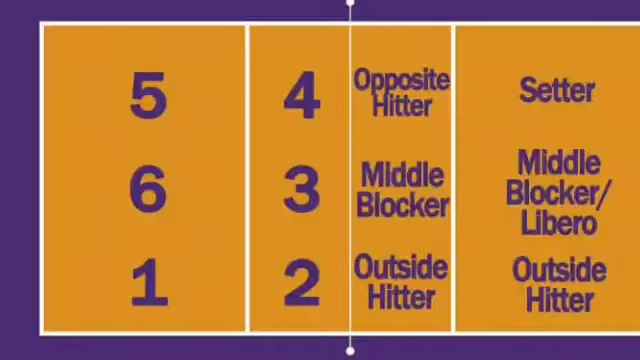 5 4 Opposite
Hitter Setter
6 3 Middle
Blocker Middle
Blocker/
Libero
1 2 Outside
Hitter Outside
Hitter